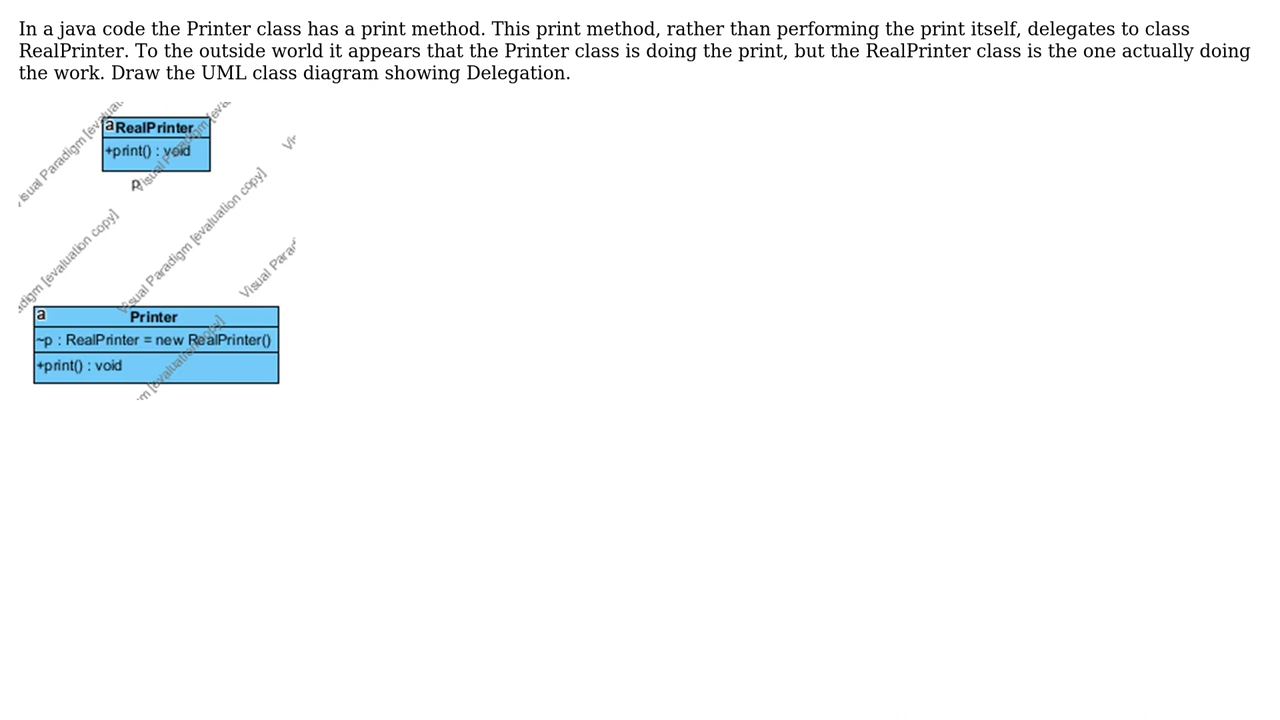 In a java code the Printer class has a print method. This print method, rather than performing the print itself, delegates to class
RealPrinter. To the outside world it appears that the Printer class is doing the print, but the RealPrinter class is the one actually doing
the work. Draw the UML class diagram showing Delegation.
a RealPrinter
+print() : void
p
a Printer
~p : RealPrinter = new RealPrinter()
+print() : void
Visual Paradigm [evaluation copy]